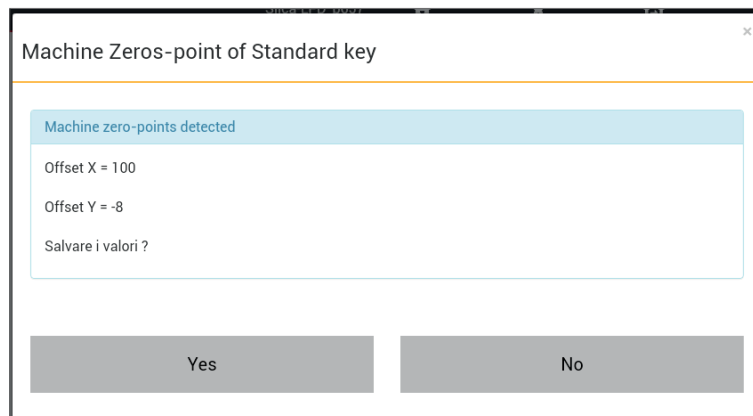 ×
Machine Zeros-point of Standard key
Machine zero-points detected
Offset X = 100
Offset Y = -8
Salvare i valori ?
Yes
No